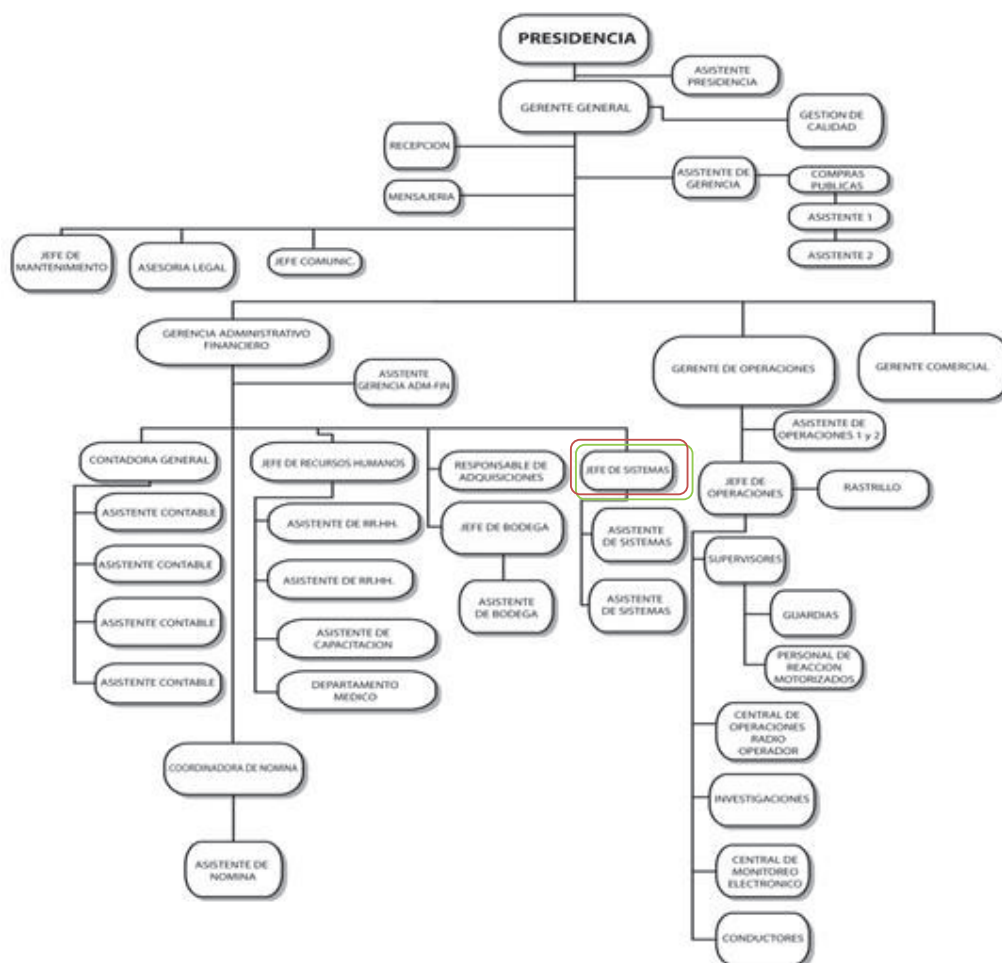 PRESIDENCIA
ASISTENTE
PRESIDENCIA
GERENTE GENERAL
GESTION DE
CALIDAD
RECEPCION
MENSAJERIA
ASISTENTE DE
GERENCIA
COMPRAS
PUBLICAS
ASISTENTE 1
ASISTENTE 2
JEFE DE
MANTENIMIENTO
ASESORIA LEGAL
JEFE COMUNIC.
GERENCIA ADMINISTRATIVO
FINANCIERO
GERENTE DE OPERACIONES
GERENTE COMERCIAL
ASISTENTE
GERENCIA ADM-FIN
ASISTENTE DE
OPERACIONES 1 y 2
CONTADORA GENERAL
JEFE DE RECURSOS HUMANOS
RESPONSABLE DE
ADQUISICIONES
JEFE DE SISTEMAS
JEFE DE
OPERACIONES
RASTRILLO
ASISTENTE CONTABLE
ASISTENTE CONTABLE
ASISTENTE CONTABLE
ASISTENTE CONTABLE
ASISTENTE DE RR.HH.
ASISTENTE DE RR.HH.
ASISTENTE DE
CAPACITACION
DEPARTAMENTO
MEDICO
JEFE DE BODEGA
ASISTENTE
DE BODEGA
ASISTENTE
DE SISTEMAS
ASISTENTE
DE SISTEMAS
SUPERVISORES
GUARDIAS
PERSONAL DE
REACCION
MOTORIZADOS
CENTRAL DE
OPERACIONES
RADIO
OPERADOR
INVESTIGACIONES
CENTRAL DE
MONITOREO
ELECTRONICO
CONDUCTORES
COORDINADORA DE NOMINA
ASISTENTE DE
NOMINA